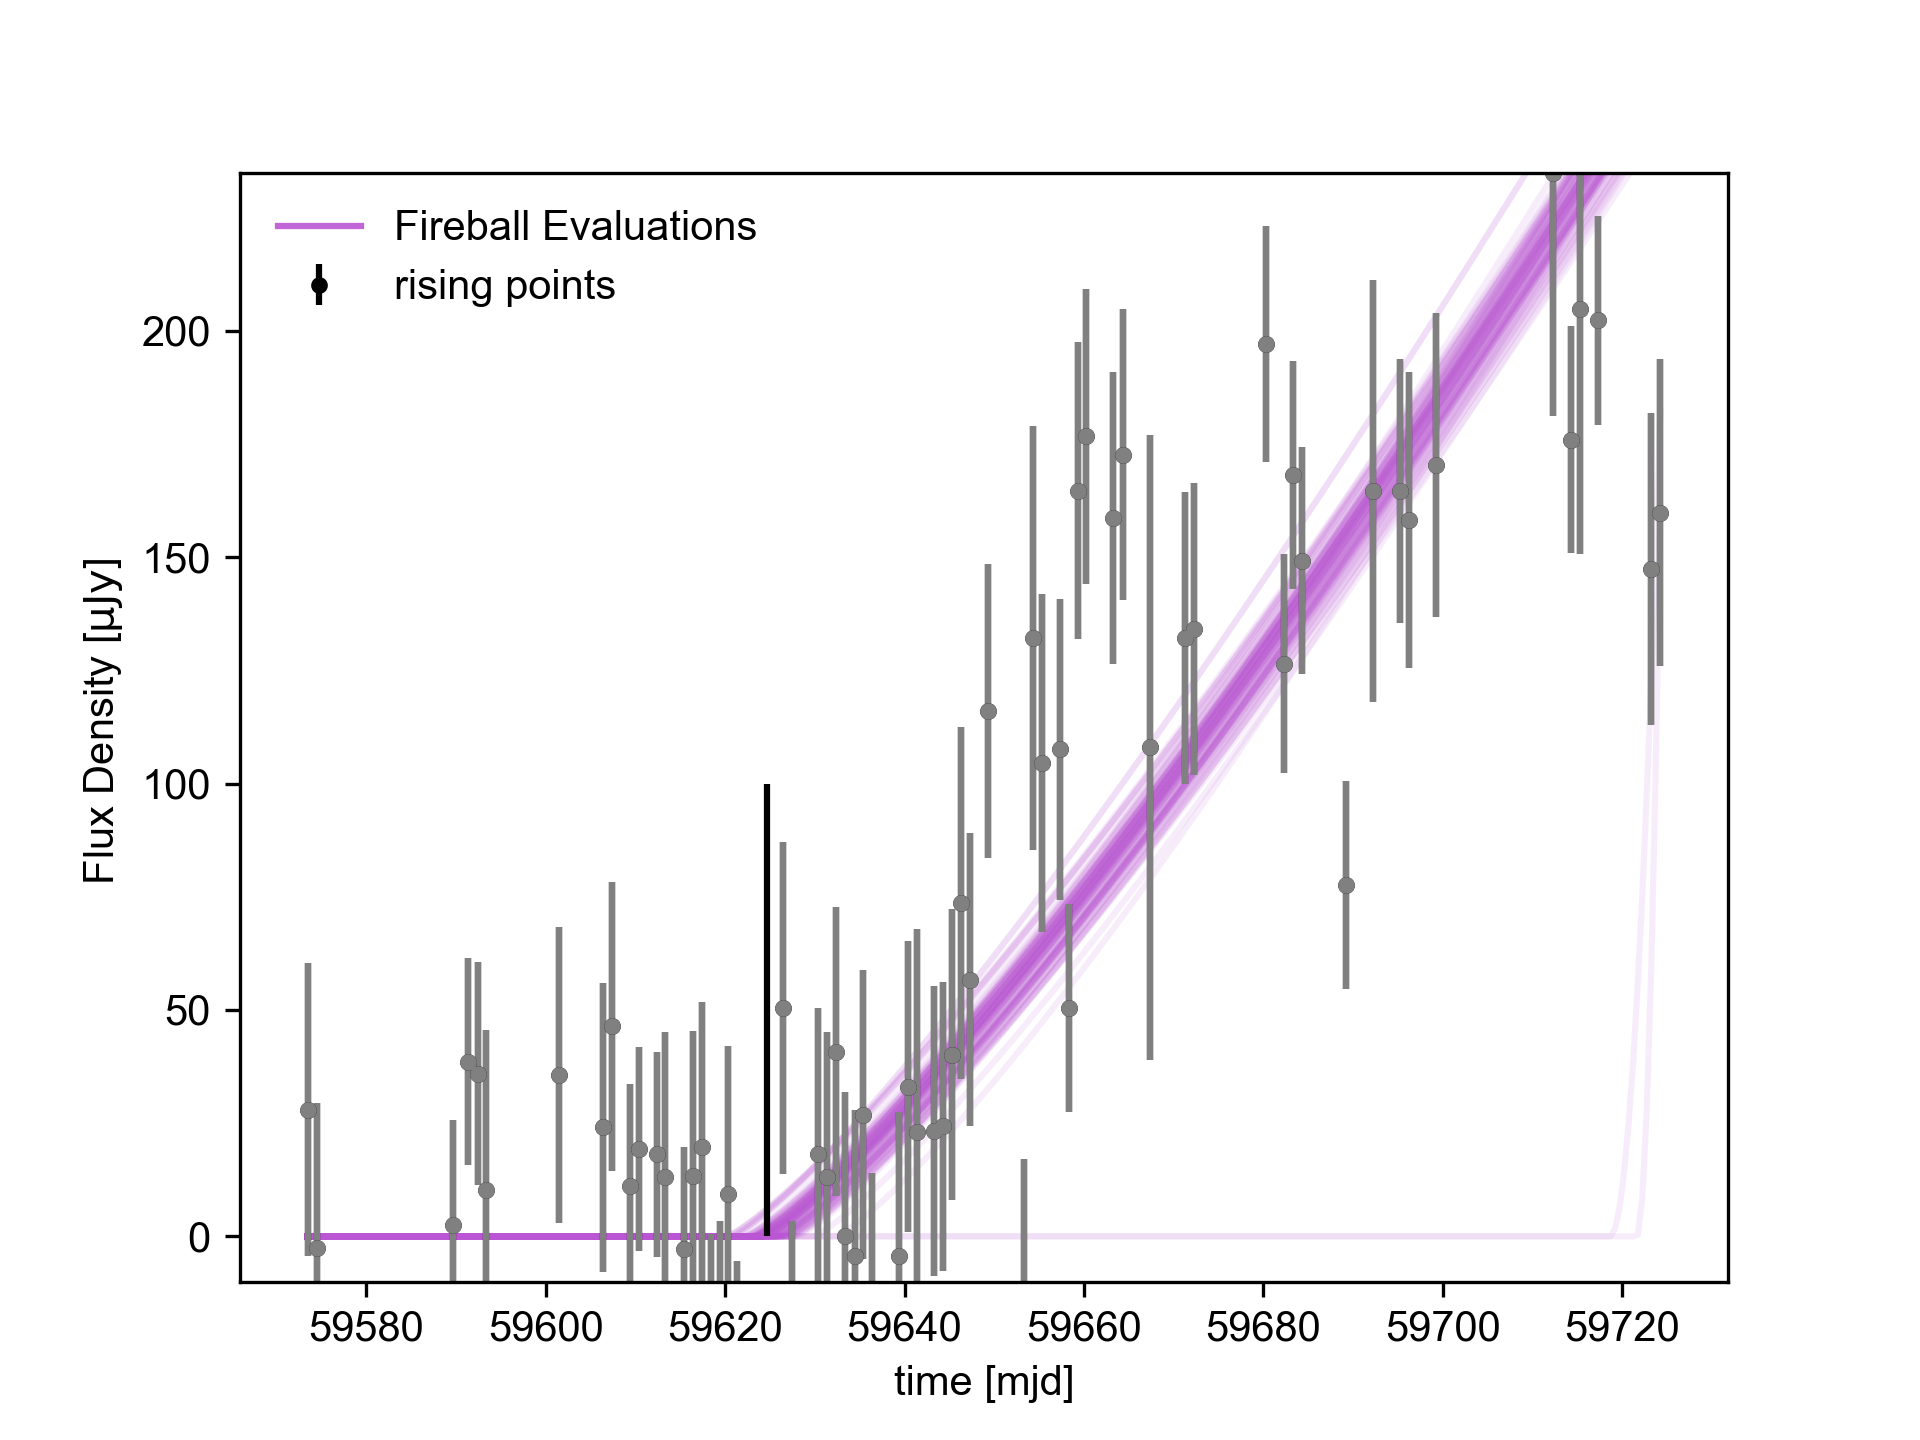 Fireball Evaluations
rising points
200
150
100
50
0
Flux Density [µJy]
59580 59600 59620 59640 59660 59680 59700 59720
time [mjd]